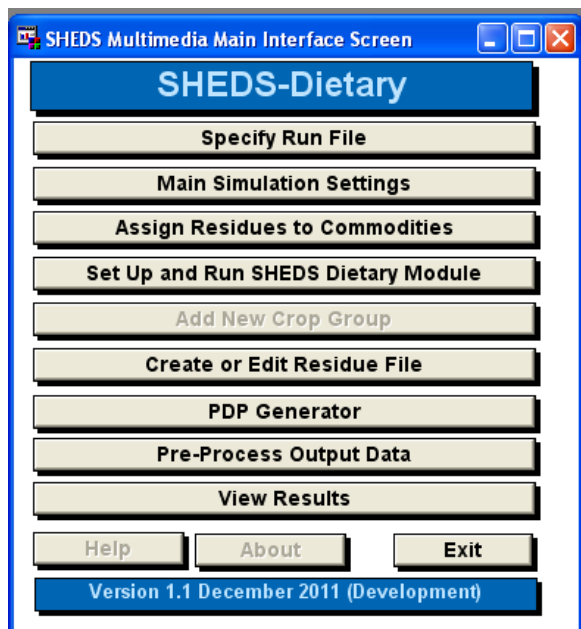 SHEDS Multimedia Main Interface Screen
SHEDS-Dietary
Specify Run File
Main Simulation Settings
Assign Residues to Commodities
Set Up and Run SHEDS Dietary Module
Add New Crop Group
Create or Edit Residue File
PDP Generator
Pre-Process Output Data
View Results
Help About Exit
Version 1.1 December 2011 (Development)